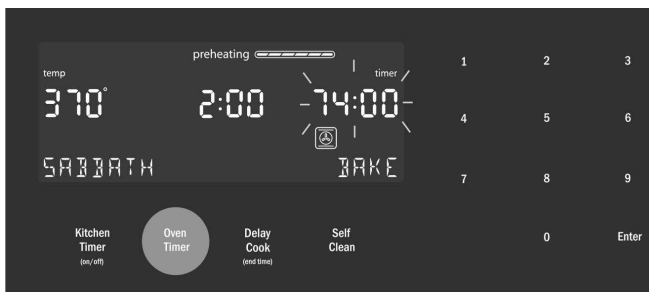 preheating
temp
timer
370°
2:00
74:00
SABBATH
BAKE
1 2 3
4 5 6
7 8 9
0 Enter
Kitchen
Timer
(on/off)
Oven
Timer
Delay
Cook
(end time)
Self
Clean